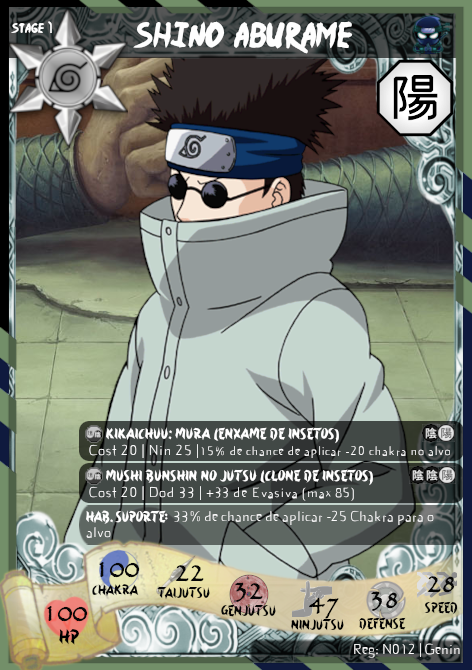 STAGE 1
SHINO ABURAME
陽
KIKAICHUU: MURA (ENXAME DE INSETOS) 陰 陽
Cost 20 | Nin 25 | 15% de chance de aplicar -20 chakra no alvo
MUSHI BUNSHIN NO JUTSU (CLONE DE INSETOS) 陰 陰 陽
Cost 20 | Dod 33 | +33 de Evasiva (max 85)
HAB. SUPORTE: 33% de chance de aplicar -25 Chakra para o
alvo
100 CHAKRA
22 TAIJUTSU
32 GENJUTSU
47 NINJUTSU
38 DEFENSE
28 SPEED
100 HP
Reg: N012 | Genin